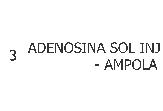 3 ADENOSINA SOL INJ
- AMPOLA